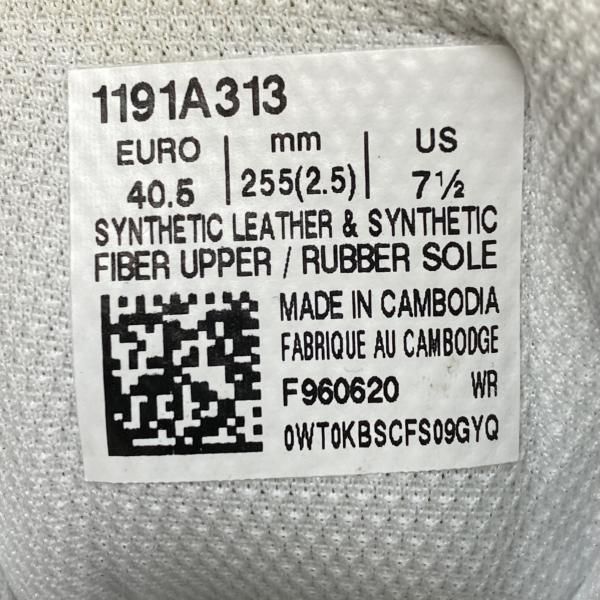 1191A313
EURO | mm | US
40.5 | 255(2.5) | 7½
SYNTHETIC LEATHER & SYNTHETIC
FIBER UPPER / RUBBER SOLE
MADE IN CAMBODIA
FABRIQUE AU CAMBODGE
F960620 WR
0WT0KBSCFS09GYQ